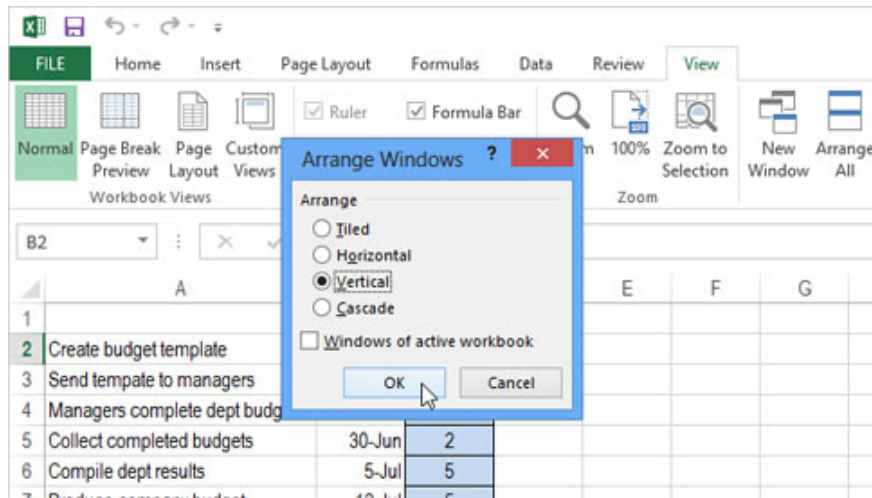 FILE Home Insert Page Layout Formulas Data Review View
Ruler Formula Bar
Normal Page Break Page Custom 100% Zoom to New Arrange
Preview Layout Views Selection Window All
Workbook Views Zoom
Arrange Windows ? ×
Arrange
Tiled
Horizontal
Vertical
Cascade
Windows of active workbook
OK Cancel
B2
A E F G
1
2 Create budget template
3 Send tempate to managers
4 Managers complete dept budg
5 Collect completed budgets 30-Jun 2
6 Compile dept results 5-Jul 5